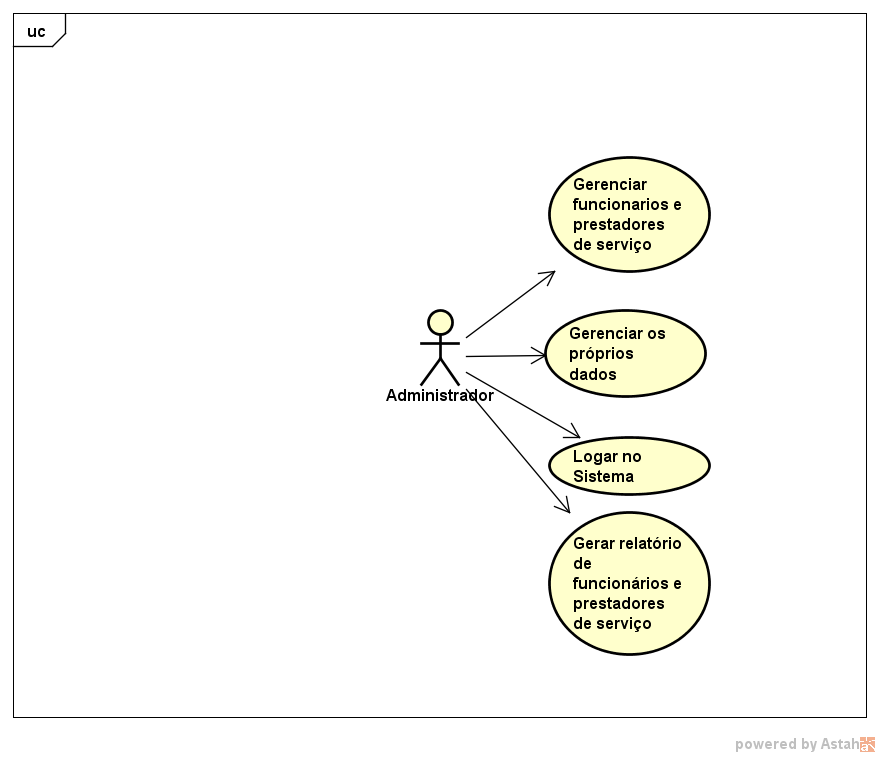 uc
Gerenciar
funcionarios e
prestadores
de serviço
Gerenciar os
próprios
dados
Administrador
Logar no
Sistema
Gerar relatório
de
funcionários e
prestadores
de serviço
powered by Astah